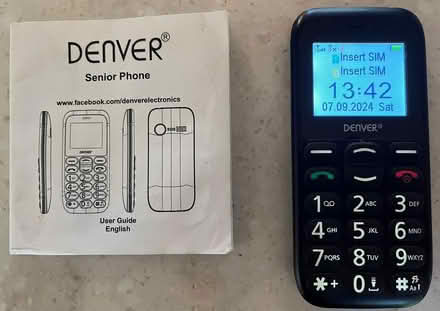 DENVER®
Senior Phone
www.facebook.com/denverelectronics
DENVER
User Guide
English
Insert SIM
Insert SIM
13:42
07.09.2024 Sat
DENVER®
1 2ABC 3DEF
4GHI 5JKL 6MNO
7PQRS 8TUV 9WXYZ
*+ 0 #